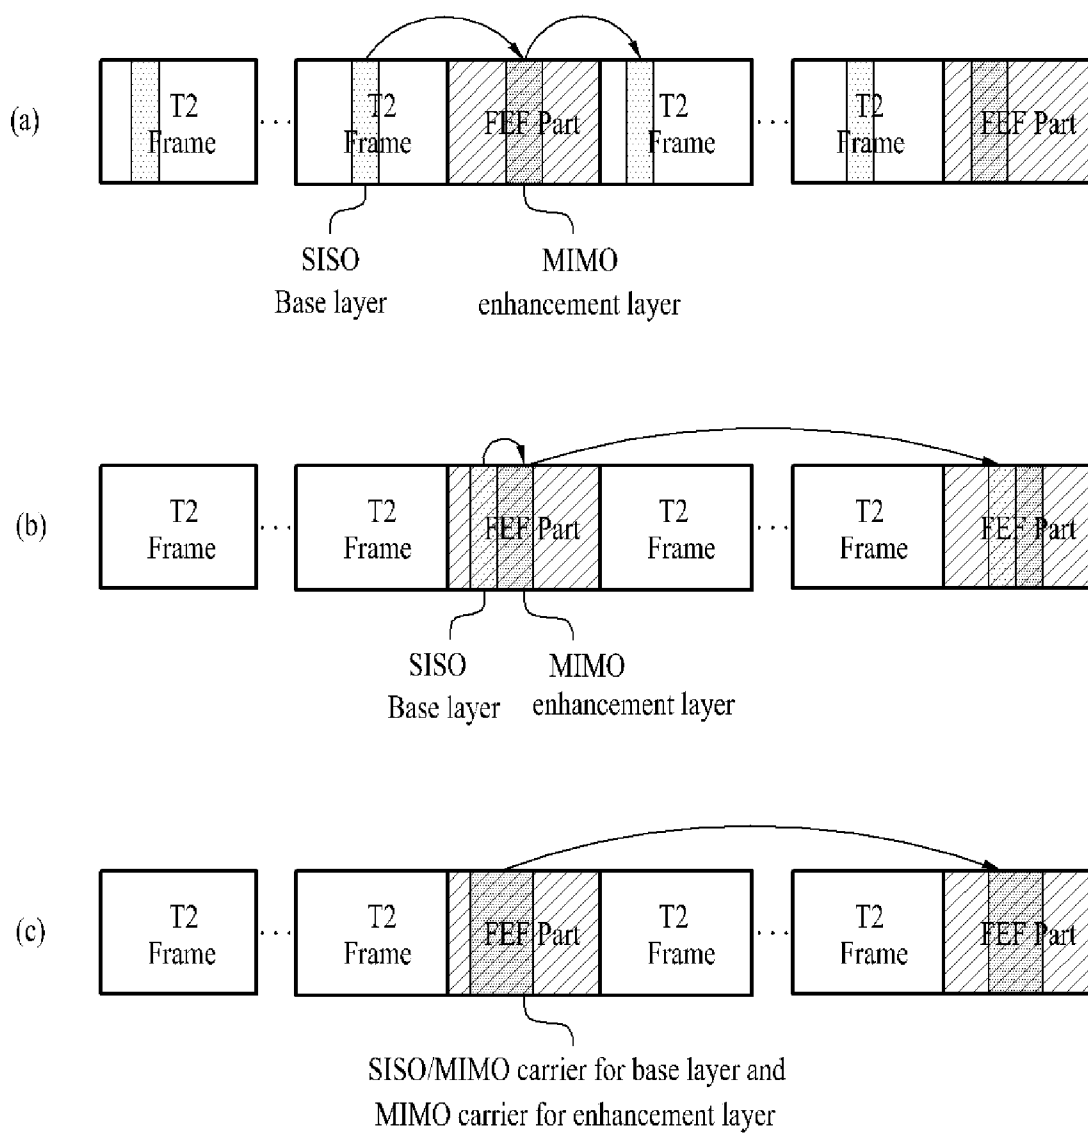 (a)
T2
Frame
. . .
T2
Frame
FEF Part
T2
Frame
. . .
T2
Frame
FEF Part
SISO
Base layer
MIMO
enhancement layer
(b)
T2
Frame
. . .
T2
Frame
FEF Part
T2
Frame
. . .
T2
Frame
FEF Part
SISO
Base layer
MIMO
enhancement layer
(c)
T2
Frame
. . .
T2
Frame
FEF Part
T2
Frame
. . .
T2
Frame
FEF Part
SISO/MIMO carrier for base layer and
MIMO carrier for enhancement layer